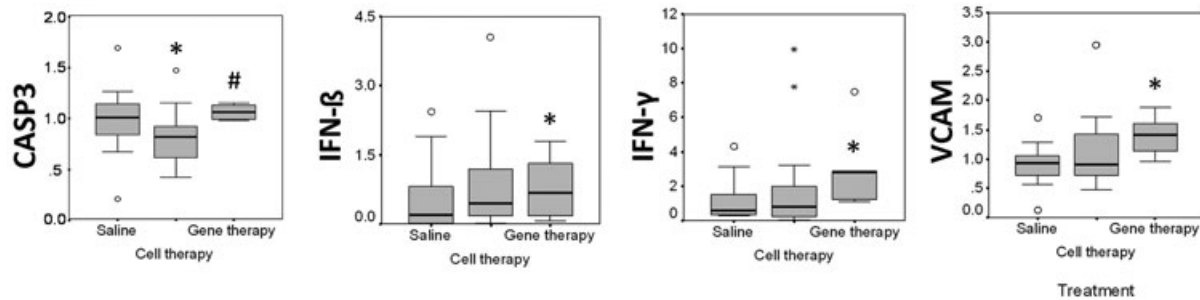 CASP3
2.0
1.5
*
#
1.0
.5
0.0
Saline
Gene therapy
Cell therapy
IFN-ß
4.5
3.0
1.5
*
0.0
Saline
Gene therapy
Cell therapy
IFN-γ
12
10
*
8
*
6
4
*
2
0
Saline
Gene therapy
Cell therapy
VCAM
3.5
3.0
2.5
2.0
*
1.5
1.0
.5
0.0
Saline
Gene therapy
Cell therapy
Treatment